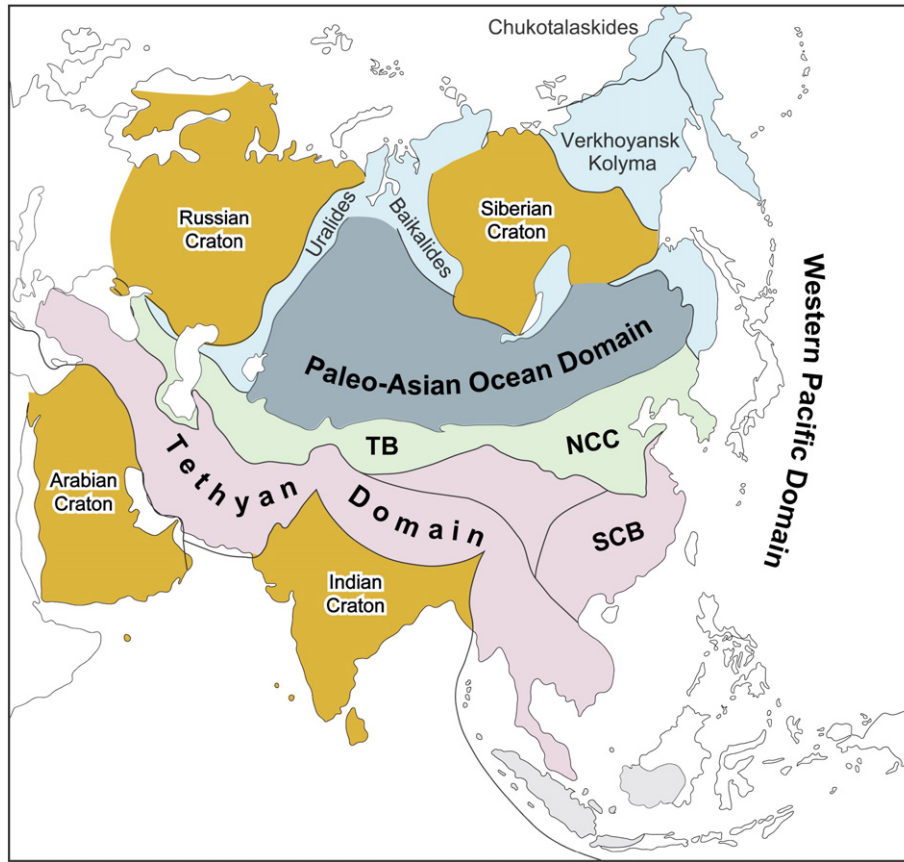 Chukotalaskides
Verkhoyansk
Kolyma
Russian
Craton
Uralides
Baikalides
Siberian
Craton
Western Pacific Domain
Paleo-Asian Ocean Domain
TB
NCC
Tethyan Domain
Arabian
Craton
SCB
Indian
Craton